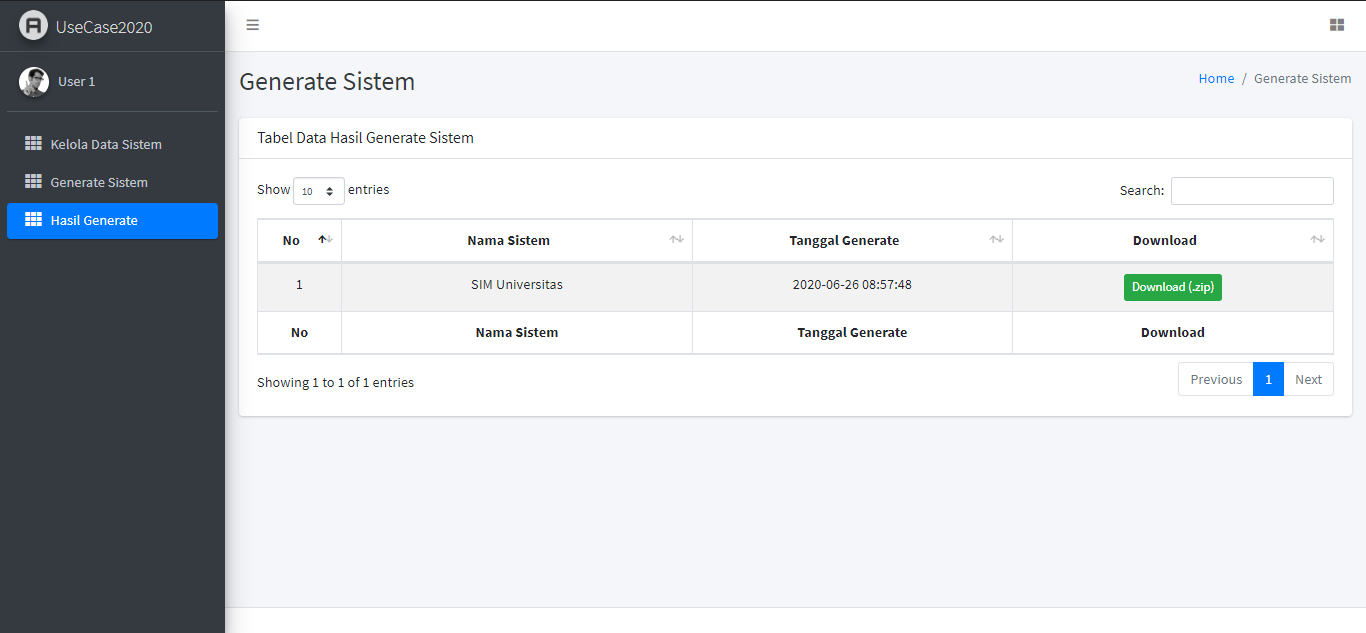 UseCase2020
User 1
Kelola Data Sistem
Generate Sistem
Hasil Generate
Generate Sistem
Home / Generate Sistem
Tabel Data Hasil Generate Sistem
Show 10 entries
Search:
No Nama Sistem Tanggal Generate Download
1 SIM Universitas 2020-06-26 08:57:48 Download (.zip)
No Nama Sistem Tanggal Generate Download
Showing 1 to 1 of 1 entries
Previous 1 Next